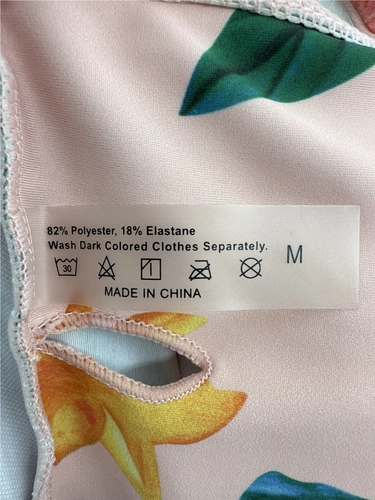 82% Polyester, 18% Elastane
Wash Dark Colored Clothes Separately.
M
30
MADE IN CHINA